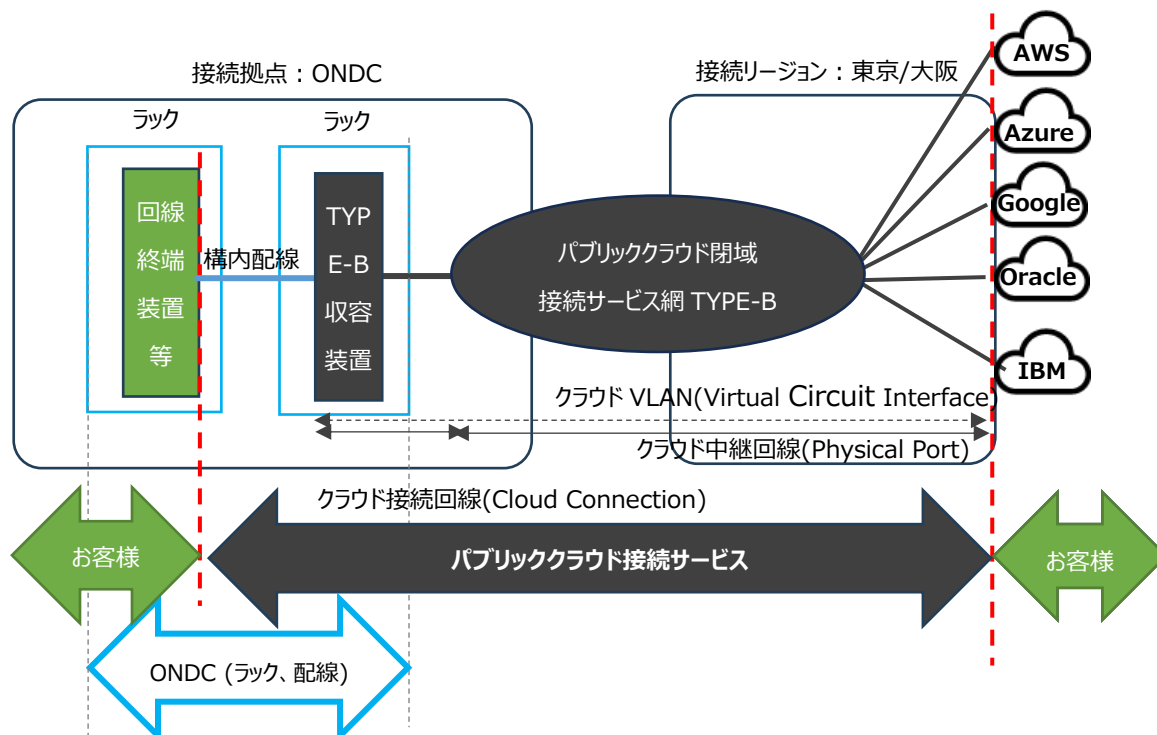 接続拠点：ONDC
接続リージョン：東京/大阪
AWS
Azure
Google
Oracle
IBM
ラック
ラック
回線
終端
装置
等
構内配線
TYP
E-B
収容
装置
パブリッククラウド閉域
接続サービス網 TYPE-B
クラウド VLAN(Virtual Circuit Interface)
クラウド中継回線(Physical Port)
クラウド接続回線(Cloud Connection)
お客様
パブリッククラウド接続サービス
お客様
ONDC (ラック、配線)